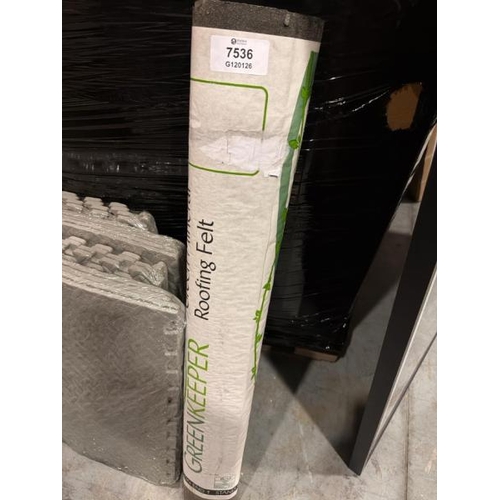 7536
G120126
GREENKEEPER
Roofing Felt